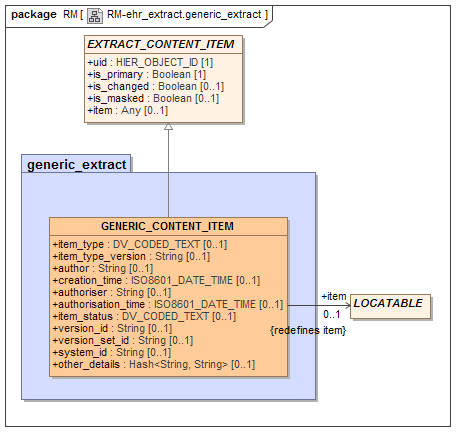 package RM [ RM-ehr_extract.generic_extract ]
EXTRACT_CONTENT_ITEM
+uid : HIER_OBJECT_ID [1]
+is_primary : Boolean [1]
+is_changed : Boolean [0..1]
+is_masked : Boolean [0..1]
+item : Any [0..1]
generic_extract
GENERIC_CONTENT_ITEM
+item_type : DV_CODED_TEXT [0..1]
+item_type_version : String [0..1]
+author : String [0..1]
+creation_time : ISO8601_DATE_TIME [0..1]
+authoriser : String [0..1]
+authorisation_time : ISO8601_DATE_TIME [0..1]
+item_status : DV_CODED_TEXT [0..1]
+version_id : String [0..1]
+version_set_id : String [0..1]
+system_id : String [0..1]
+other_details : Hash<String, String> [0..1]
+item
0..1
{redefines item}
LOCATABLE